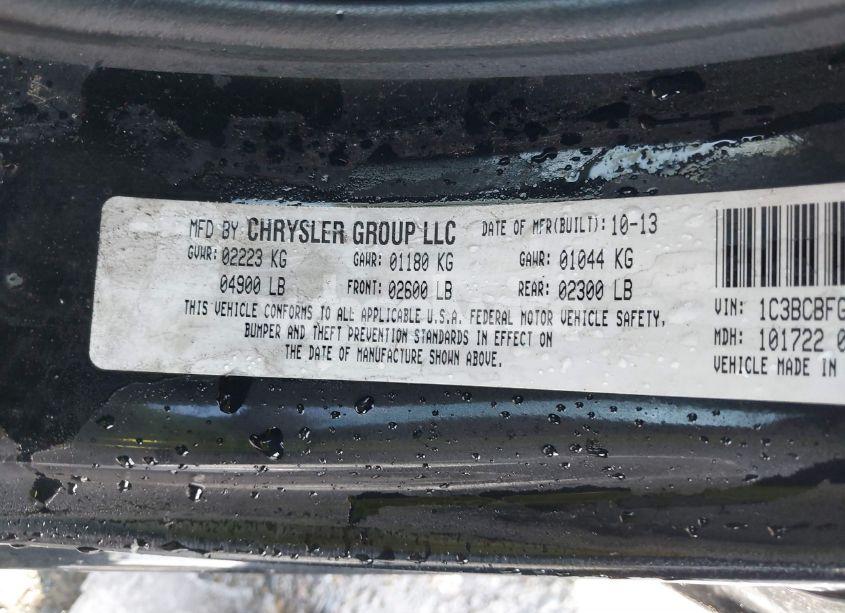 MFD BY CHRYSLER GROUP LLC DATE OF MFR(BUILT): 10-13
GVWR: 02223 KG GAWR: 01180 KG GAWR: 01044 KG
04900 LB FRONT: 02600 LB REAR: 02300 LB
THIS VEHICLE CONFORMS TO ALL APPLICABLE U.S.A. FEDERAL MOTOR VEHICLE SAFETY,
BUMPER AND THEFT PREVENTION STANDARDS IN EFFECT ON
THE DATE OF MANUFACTURE SHOWN ABOVE.
VIN: 1C3BCBFG
MDH: 101722 0
VEHICLE MADE IN